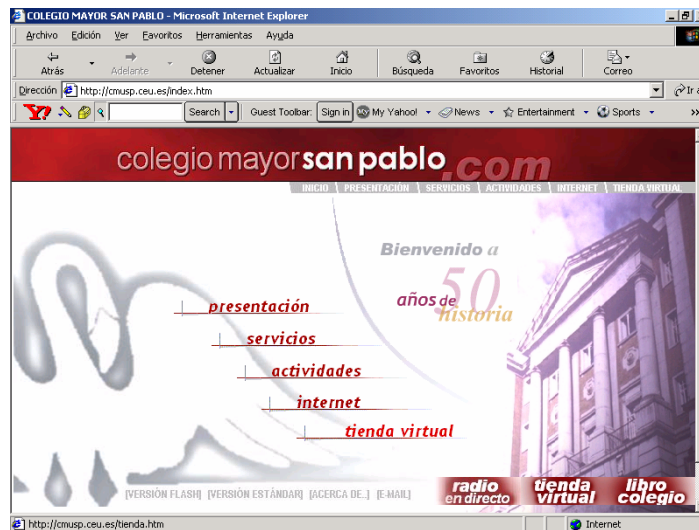 COLEGIO MAYOR SAN PABLO - Microsoft Internet Explorer
Archivo Edición Ver Favoritos Herramientas Ayuda
Atrás Adelante Detener Actualizar Inicio Búsqueda Favoritos Historial Correo
Dirección http://cmusp.ceu.es/index.htm Ir a
Y! Search Guest Toolbar: Sign in My Yahoo! News Entertainment Sports »
colegio mayor san pablo .com
INICIO \ PRESENTACIÓN \ SERVICIOS \ ACTIVIDADES \ INTERNET \ TIENDA VIRTUAL
Bienvenido a
50
años de
historia
presentación
servicios
actividades
internet
tienda virtual
[VERSIÓN FLASH] [VERSIÓN ESTÁNDAR] [ACERCA DE..] [E-MAIL]
radio en directo
tienda virtual
libro colegio
http://cmusp.ceu.es/tienda.htm Internet